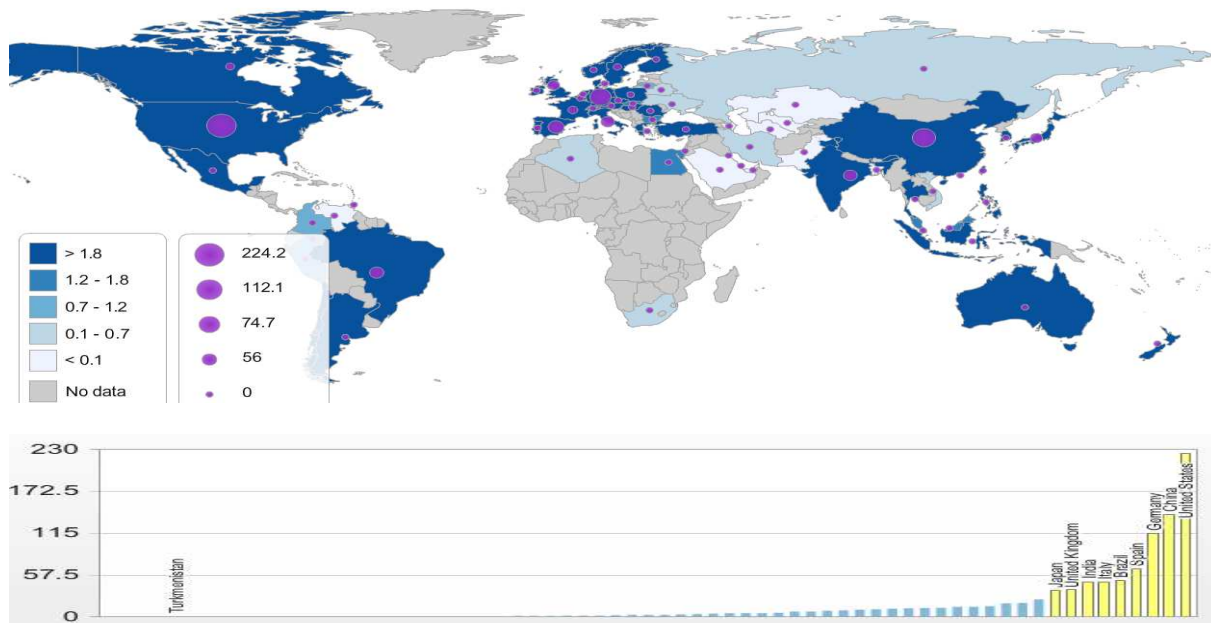 > 1.8
1.2 - 1.8
0.7 - 1.2
0.1 - 0.7
< 0.1
No data
224.2
112.1
74.7
56
0
230
172.5
115
57.5
0
Turkmenistan
Japan
United Kingdom
India
Italy
Brazil
Spain
Germany
China
United States